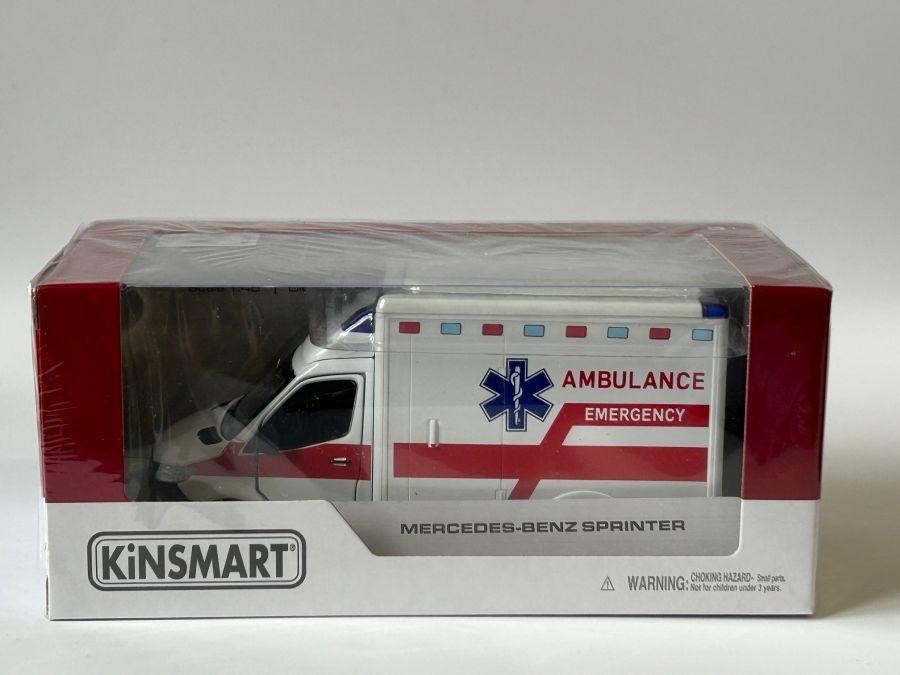 AMBULANCE
EMERGENCY
MERCEDES-BENZ SPRINTER
KiNSMART®
WARNING: CHOKING HAZARD- Small parts.
Not for children under 3 years.